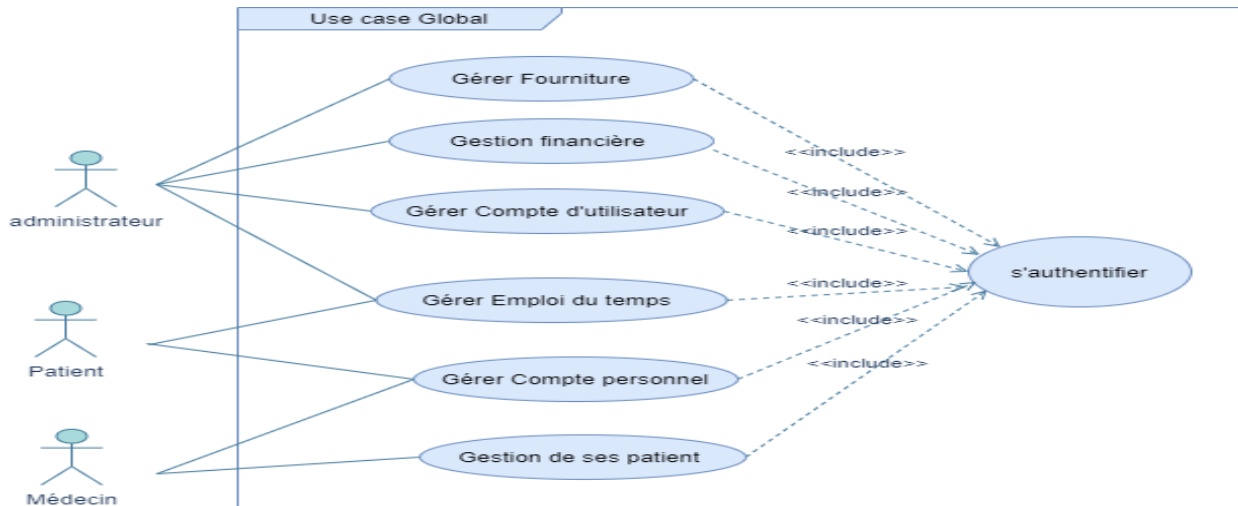 Use case Global
Gérer Fourniture
Gestion financière
<<include>>
administrateur
<<include>>
Gérer Compte d'utilisateur
<<include>>
s'authentifier
<<include>>
Gérer Emploi du temps
<<include>>
Patient
<<include>>
Gérer Compte personnel
Gestion de ses patient
Médecin